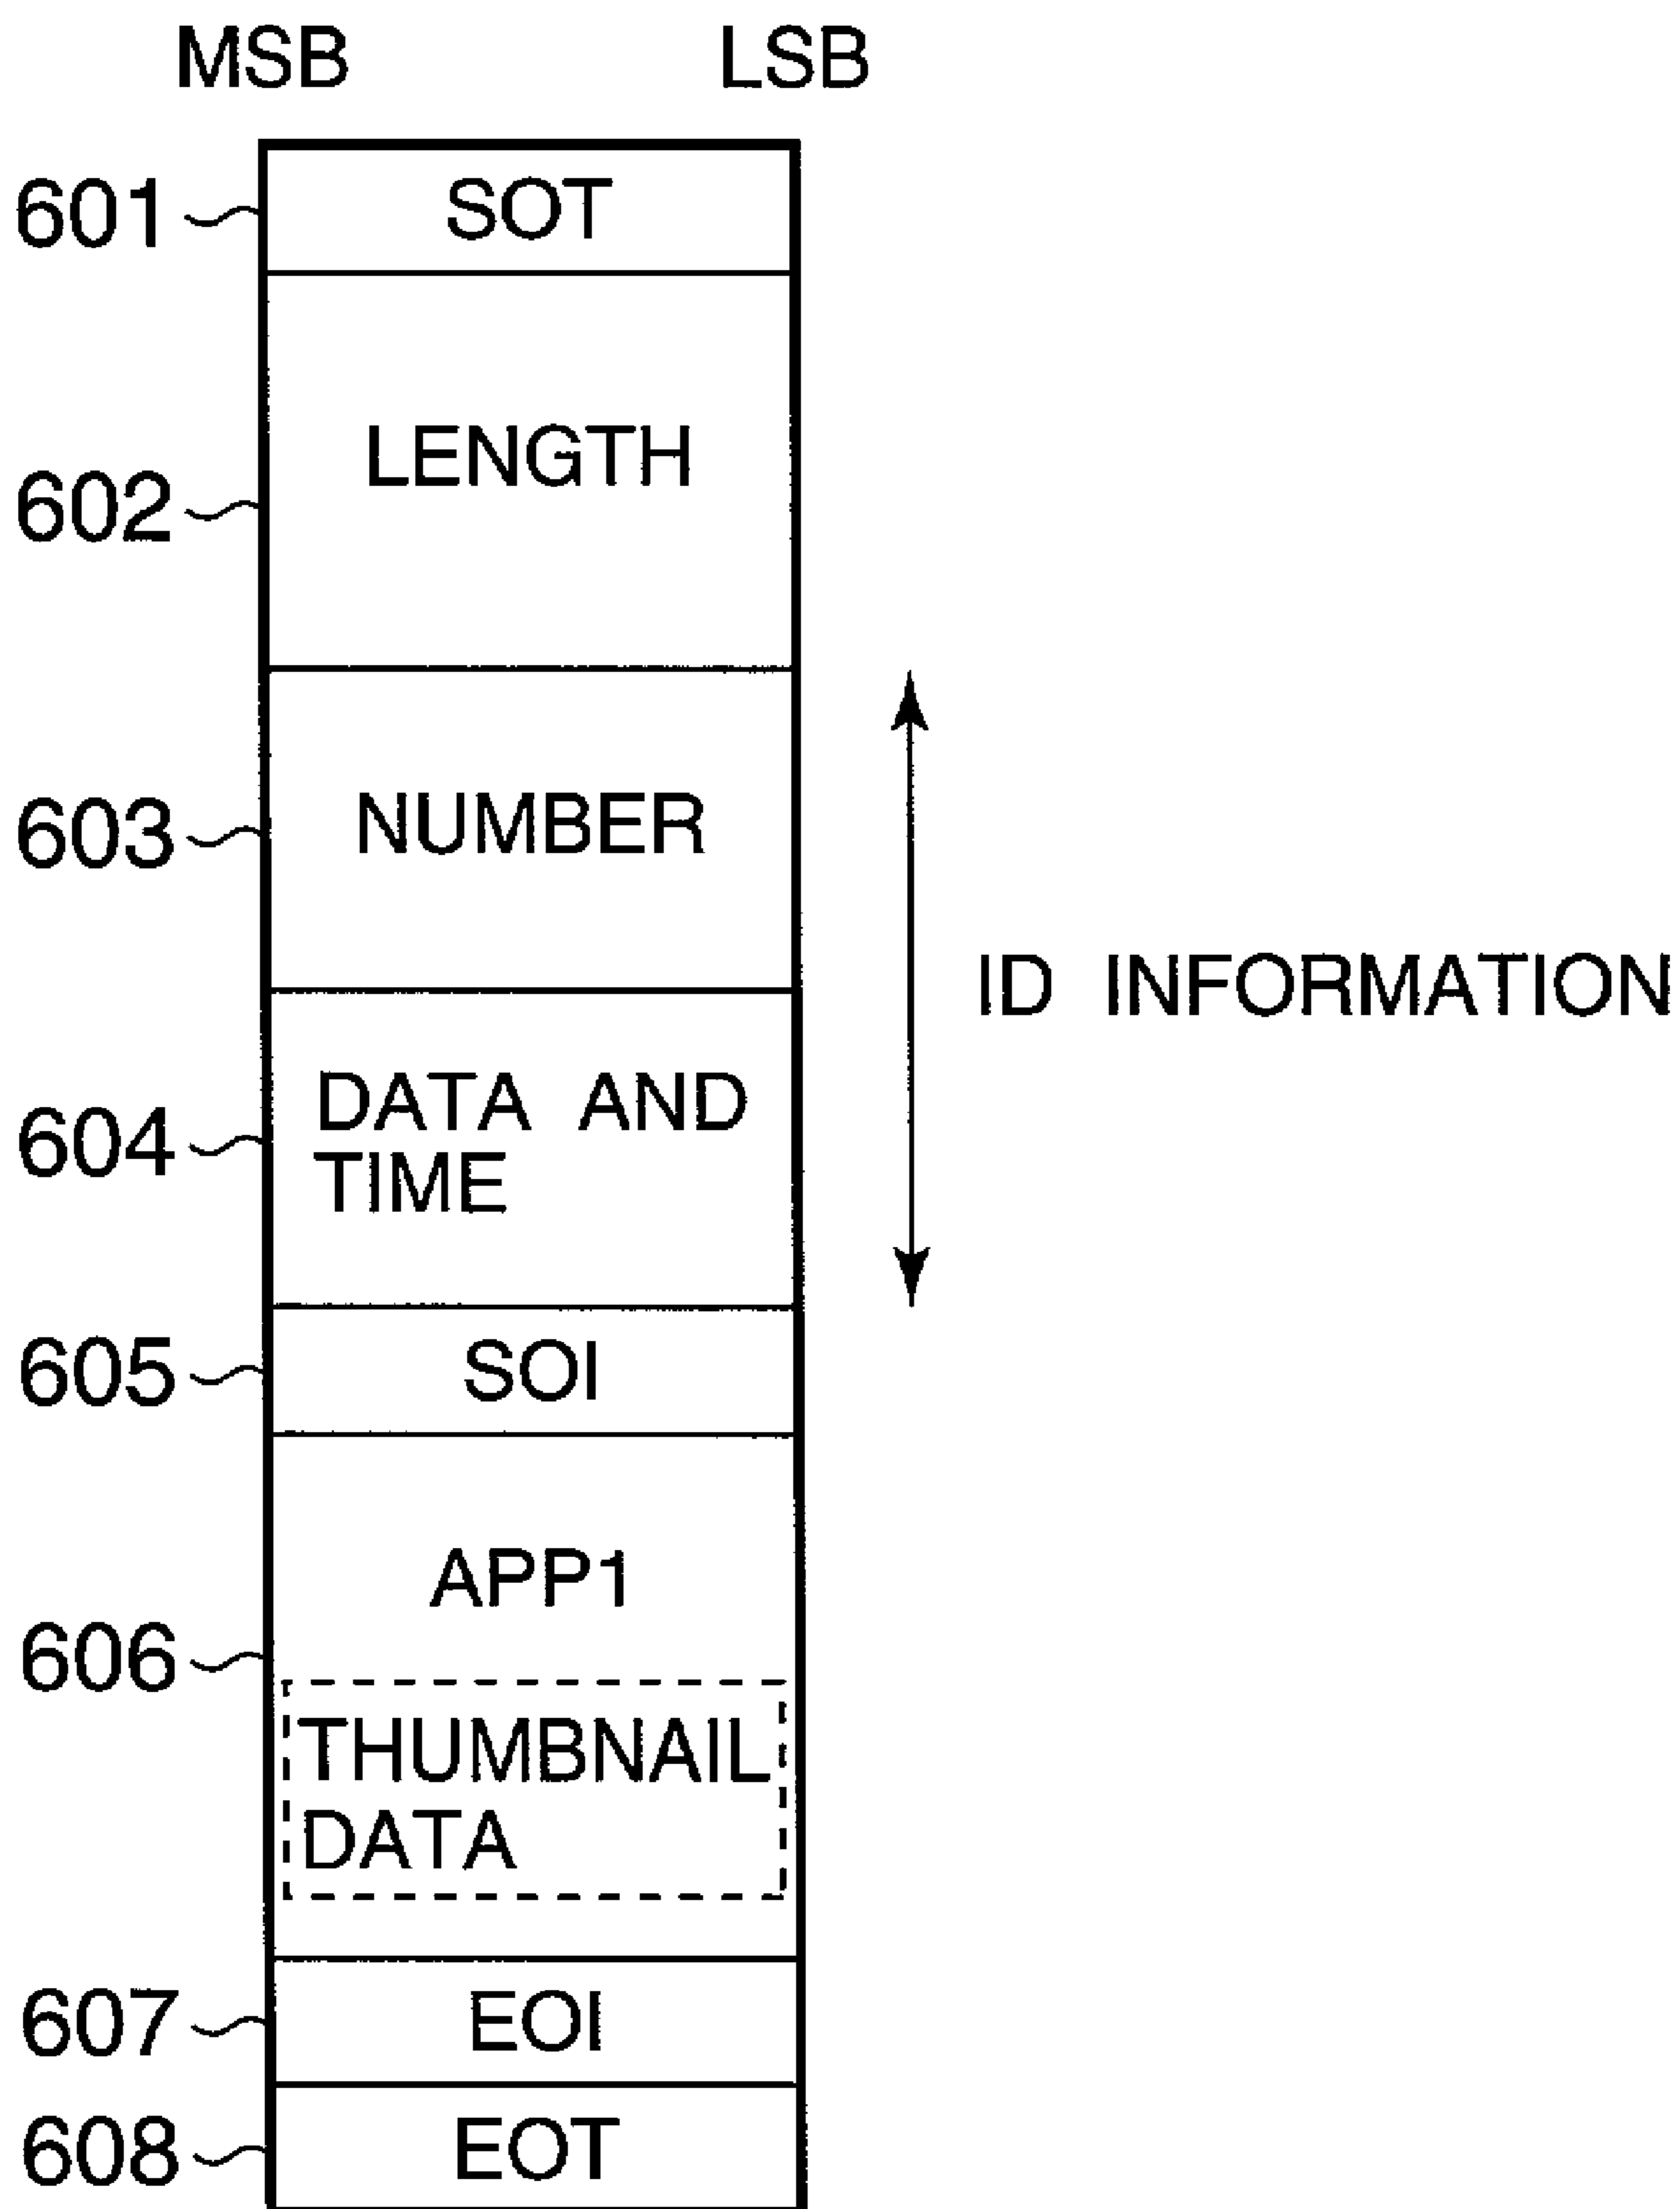 MSB LSB
601 SOT
602 LENGTH
603 NUMBER
ID INFORMATION
604 DATA AND
TIME
605 SOI
606 APP1
THUMBNAIL
DATA
607 EOI
608 EOT